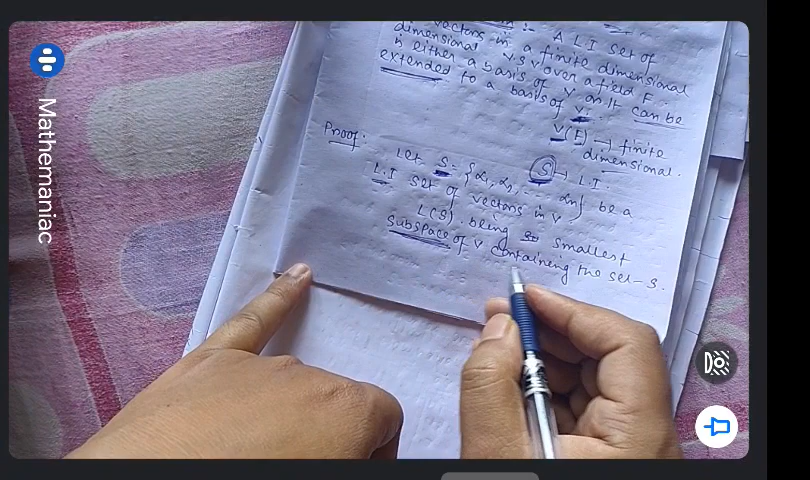 :- A L I set of
vectors in a finite dimensional
dimensional v.s v over a field F.
is either a basis of v or it can be
extended to a basis of v.
V(F) → finite
dimensional.
Proof:
S → L.I.
Let S = {α1, α2, --- αn} be a
L.I set of vectors in v
L(S) being smallest
subspace of v containing the set S.
Mathemaniac